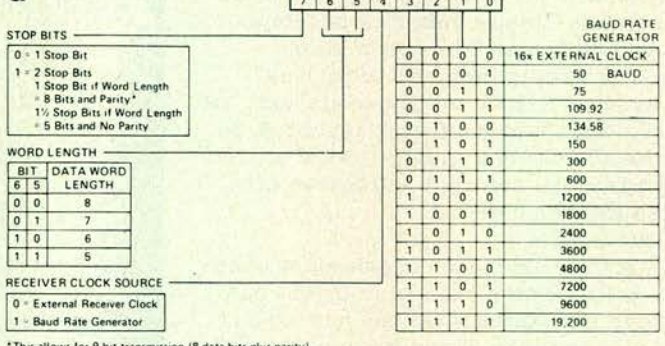 7 6 5 4 3 2 1 0
STOP BITS
0 = 1 Stop Bit
1 = 2 Stop Bits
1 Stop Bit if Word Length
= 8 Bits and Parity*
1½ Stop Bits if Word Length
= 5 Bits and No Parity
WORD LENGTH
BIT DATA WORD
6 5 LENGTH
0 0 8
0 1 7
1 0 6
1 1 5
RECEIVER CLOCK SOURCE
0 = External Receiver Clock
1 = Baud Rate Generator
BAUD RATE
GENERATOR
0 0 0 0 16x EXTERNAL CLOCK
0 0 0 1 50 BAUD
0 0 1 0 75
0 0 1 1 109.92
0 1 0 0 134.58
0 1 0 1 150
0 1 1 0 300
0 1 1 1 600
1 0 0 0 1200
1 0 0 1 1800
1 0 1 0 2400
1 0 1 1 3600
1 1 0 0 4800
1 1 0 1 7200
1 1 1 0 9600
1 1 1 1 19,200
*This allows for 9-bit transmission (8 data bits plus parity)